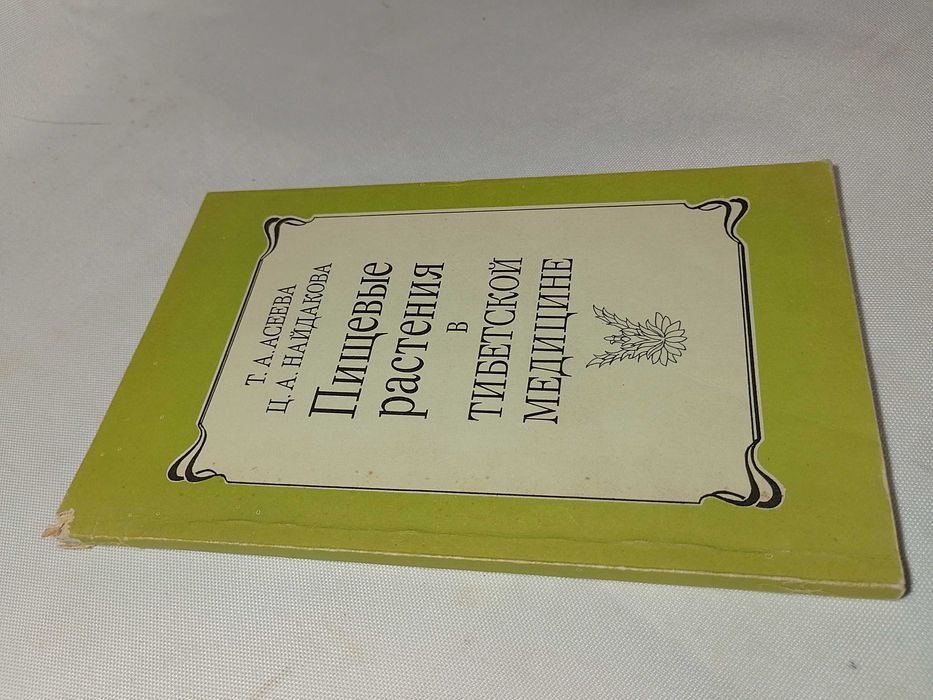 Т. А. АСЕЕВА
Ц. А. НАЙДАКОВА
Пищевые
растения
в
ТИБЕТСКОЙ
МЕДИЦИНЕ